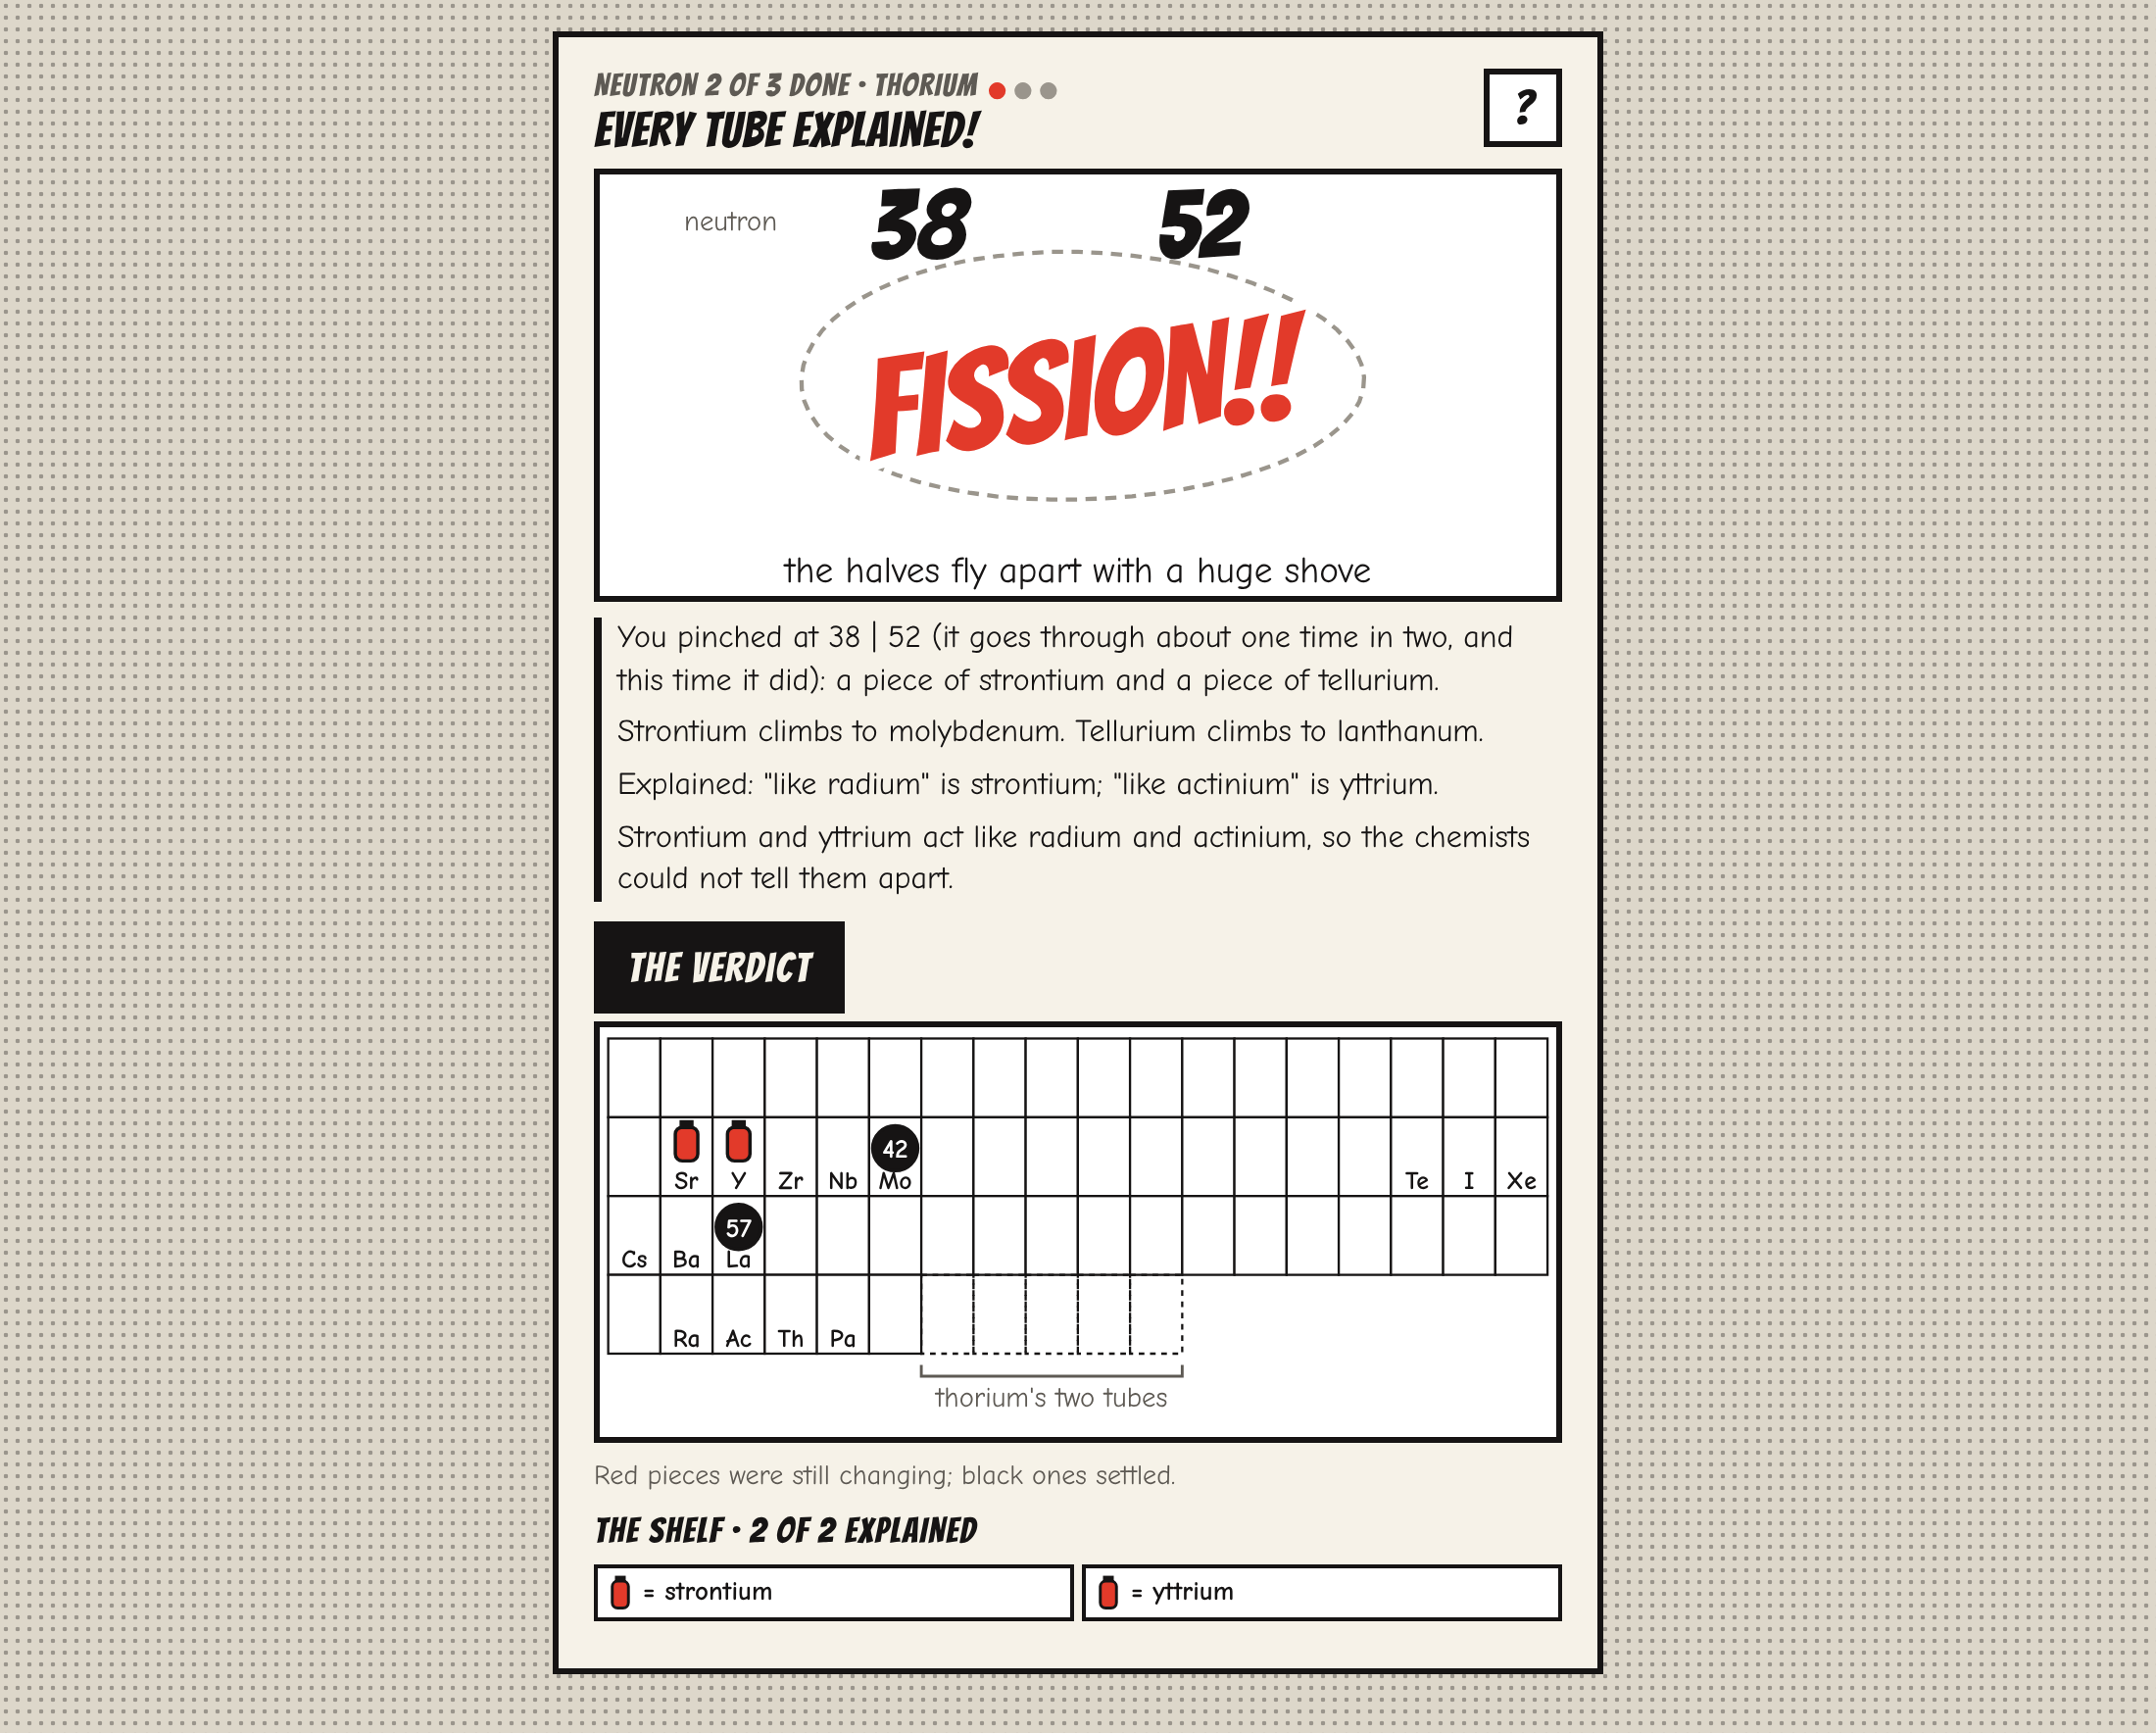 NEUTRON 2 OF 3 DONE · THORIUM
EVERY TUBE EXPLAINED!
?
neutron
38 52
FISSION!!
the halves fly apart with a huge shove
You pinched at 38 | 52 (it goes through about one time in two, and
this time it did): a piece of strontium and a piece of tellurium.
Strontium climbs to molybdenum. Tellurium climbs to lanthanum.
Explained: "like radium" is strontium; "like actinium" is yttrium.
Strontium and yttrium act like radium and actinium, so the chemists
could not tell them apart.
THE VERDICT
42
Sr Y Zr Nb Mo Te I Xe
57
Cs Ba La
Ra Ac Th Pa
thorium's two tubes
Red pieces were still changing; black ones settled.
THE SHELF · 2 OF 2 EXPLAINED
= strontium
= yttrium